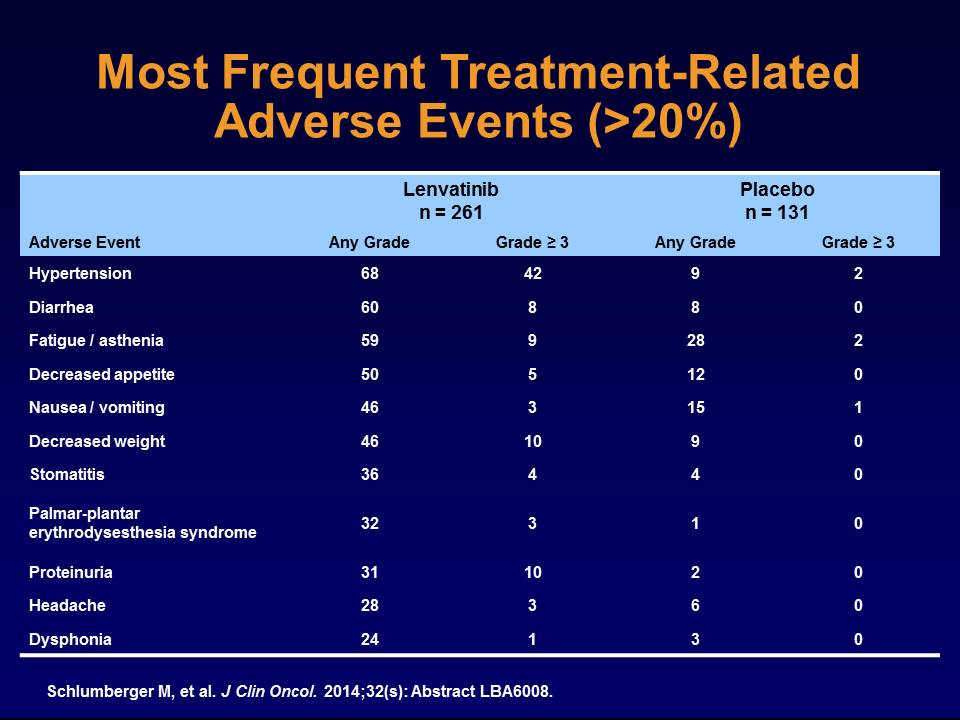 Most Frequent Treatment-Related
Adverse Events (>20%)
Lenvatinib Placebo
n = 261 n = 131
Adverse Event Any Grade Grade ≥ 3 Any Grade Grade ≥ 3
Hypertension 68 42 9 2
Diarrhea 60 8 8 0
Fatigue / asthenia 59 9 28 2
Decreased appetite 50 5 12 0
Nausea / vomiting 46 3 15 1
Decreased weight 46 10 9 0
Stomatitis 36 4 4 0
Palmar-plantar
erythrodysesthesia syndrome 32 3 1 0
Proteinuria 31 10 2 0
Headache 28 3 6 0
Dysphonia 24 1 3 0
Schlumberger M, et al. J Clin Oncol. 2014;32(s): Abstract LBA6008.